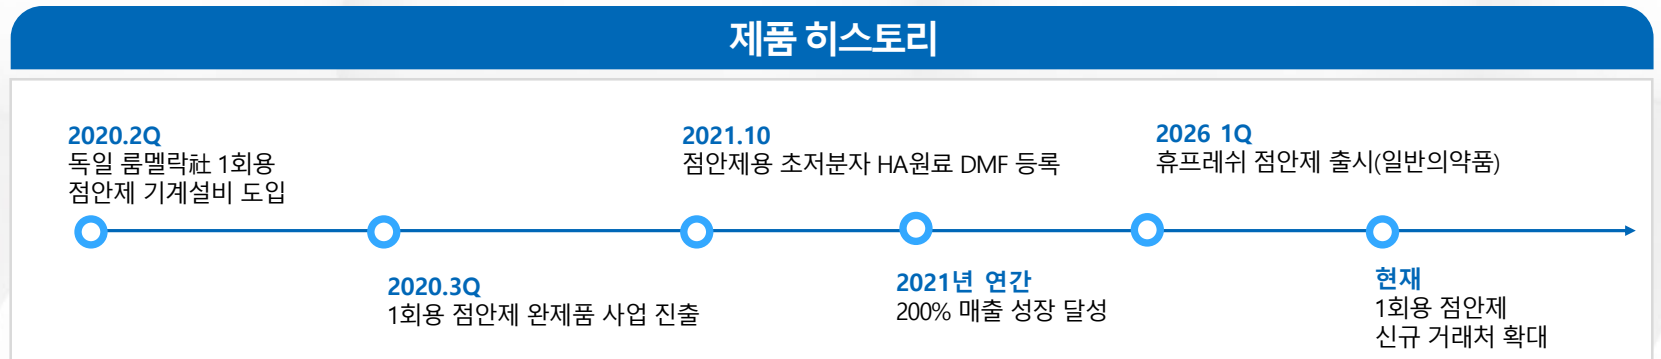 제품 히스토리
2020.2Q
독일 룸멜락社 1회용
점안제 기계설비 도입
2020.3Q
1회용 점안제 완제품 사업 진출
2021.10
점안제용 초저분자 HA원료 DMF 등록
2021년 연간
200% 매출 성장 달성
2026 1Q
휴프레쉬 점안제 출시(일반의약품)
현재
1회용 점안제
신규 거래처 확대